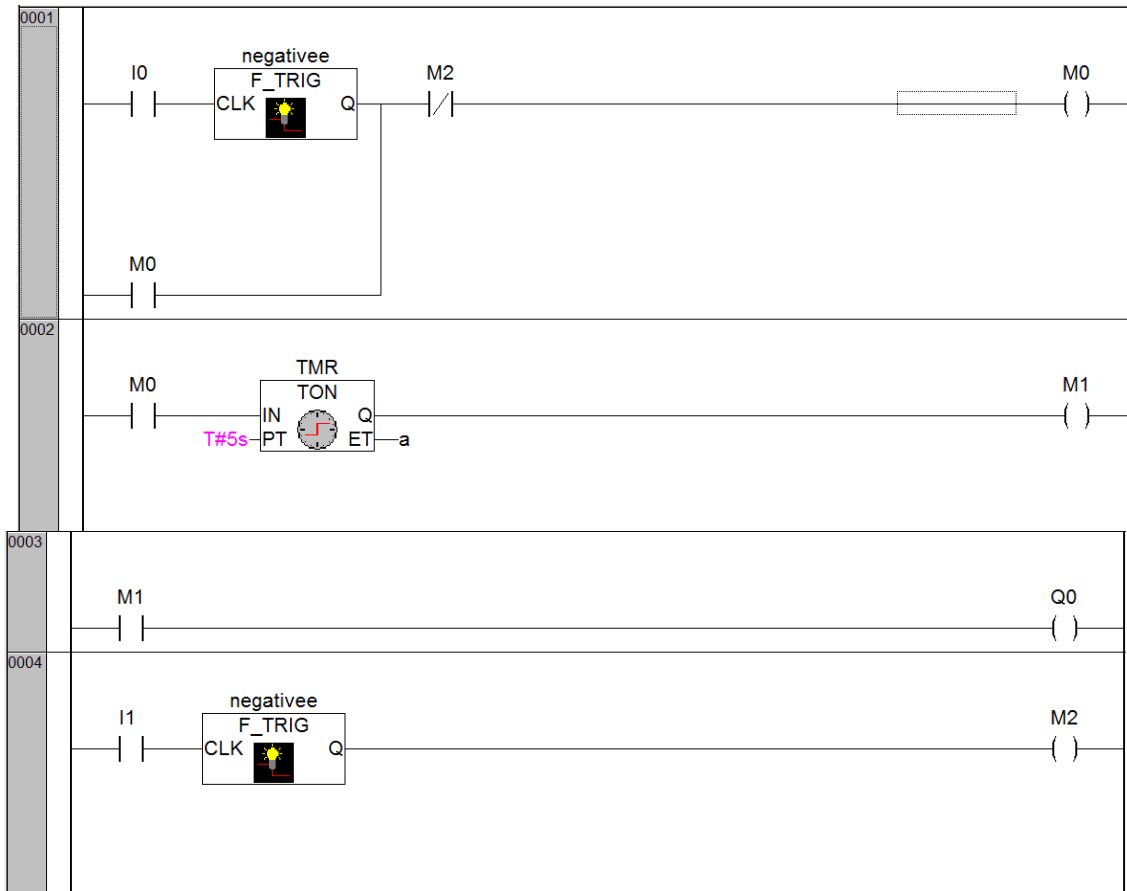 0001
negativee
I0
F_TRIG
M2
M0
CLK
Q
M0
0002
TMR
M0
TON
M1
IN
Q
T#5s
PT
ET
a
0003
M1
Q0
0004
negativee
I1
F_TRIG
M2
CLK
Q